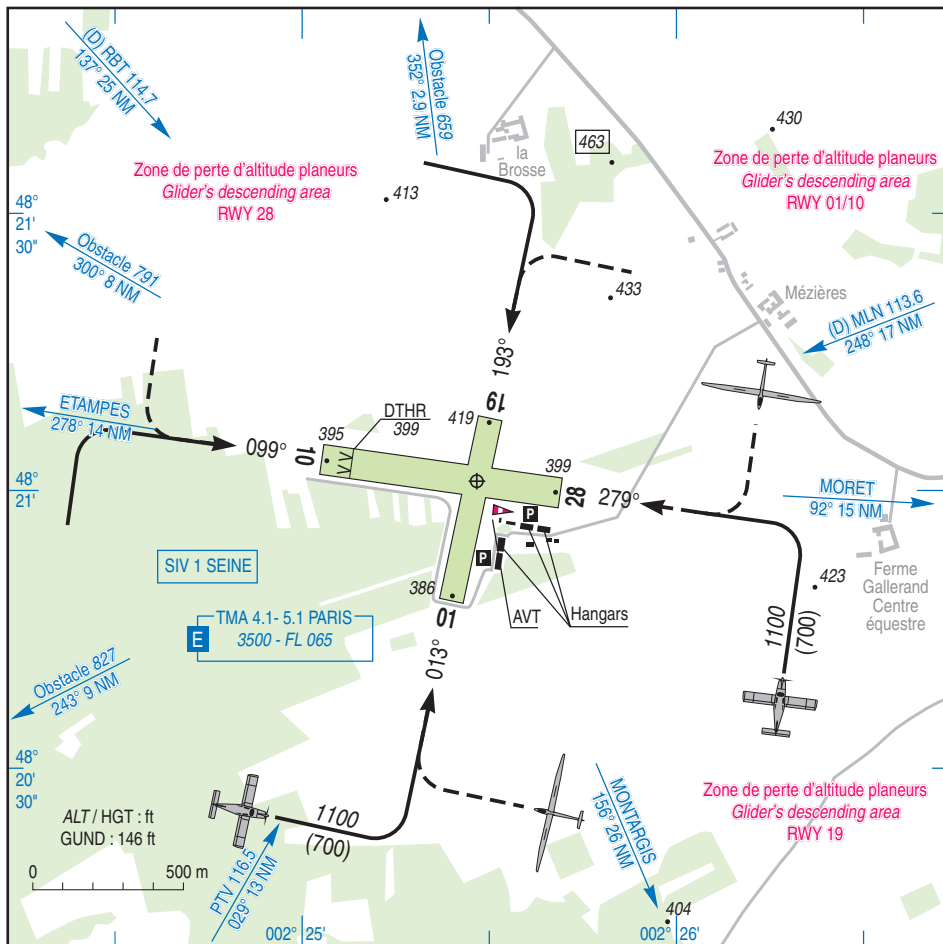 (D) RBT 114.7
137° 25 NM
Obstacle 659
352° 2.9 NM
la
Brosse
463
430
Zone de perte d'altitude planeurs
Glider's descending area
RWY 28
413
Zone de perte d'altitude planeurs
Glider's descending area
RWY 01/10
48°
21'
30"
Obstacle 791
300° 8 NM
433
Mézières
(D) MLN 113.6
248° 17 NM
193°
19
ETAMPES
278° 14 NM
DTHR
399
419
099°
10
395
399
28
279°
48°
21'
MORET
92° 15 NM
P
P
SIV 1 SEINE
386
01
AVT
Hangars
423
Ferme
Gallerand
Centre
équestre
E
TMA 4.1- 5.1 PARIS
3500 - FL 065
013°
1100
(700)
Obstacle 827
243° 9 NM
48°
20'
30"
MONTARGIS
156° 26 NM
Zone de perte d'altitude planeurs
Glider's descending area
RWY 19
ALT / HGT : ft
GUND : 146 ft
1100
(700)
0
500 m
PTV 116.5
029° 13 NM
404
002° 25'
002° 26'